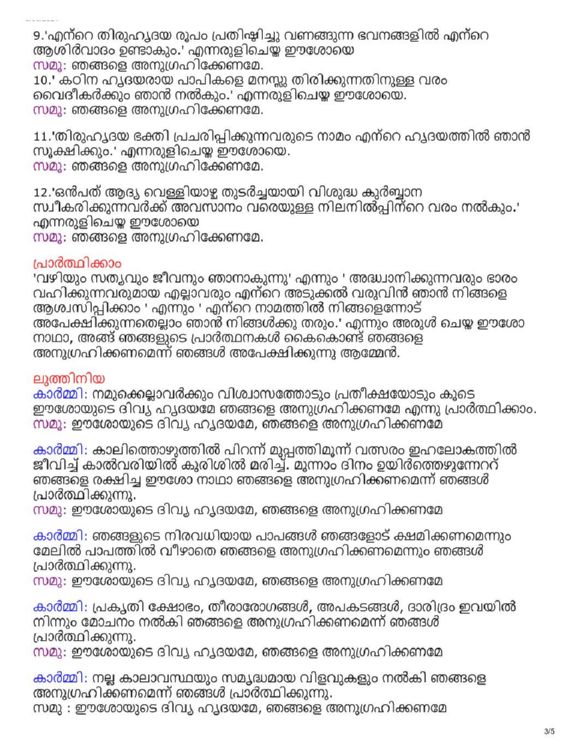 9.'എന്റെ തിരുഹൃദയ രൂപം പ്രതിഷ്ഠിച്ചു വണങ്ങുന്ന ഭവനങ്ങളിൽ എന്റെ
ആശിർവാദം ഉണ്ടാകും.' എന്നരുളിചെയ്ത ഈശോയെ
സമൂ: ഞങ്ങളെ അനുഗ്രഹിക്കേണമേ.
10.' കഠിന ഹൃദയരായ പാപികളെ മനസ്സു തിരിക്കുന്നതിനുള്ള വരം
വൈദീകർക്കും ഞാൻ നൽകും.' എന്നരുളിചെയ്ത ഈശോയെ.
സമു: ഞങ്ങളെ അനുഗ്രഹിക്കേണമേ.
11.'തിരുഹൃദയ ഭക്തി പ്രചരിപ്പിക്കുന്നവരുടെ നാമം എന്റെ ഹൃദയത്തിൽ ഞാൻ
സൂക്ഷിക്കും.' എന്നരുളിചെയ്ത ഈശോയെ.
സമു: ഞങ്ങളെ അനുഗ്രഹിക്കേണമേ.
12.'ഒൻപത് ആദ്യ വെള്ളിയാഴ്ച തുടർച്ചയായി വിശുദ്ധ കുർബ്ബാന
സ്വീകരിക്കുന്നവർക്ക് അവസാനം വരെയുള്ള നിലനിൽപ്പിന്റെ വരം നൽകും.'
എന്നരുളിചെയ്ത ഈശോയെ
സമു: ഞങ്ങളെ അനുഗ്രഹിക്കേണമേ.
പ്രാർത്ഥിക്കാം
'വഴിയും സത്യവും ജീവനും ഞാനാകുന്നു' എന്നും ' അദ്ധ്വാനിക്കുന്നവരും ഭാരം
വഹിക്കുന്നവരുമായ എല്ലാവരും എന്റെ അടുക്കൽ വരുവിൻ ഞാൻ നിങ്ങളെ
ആശ്വസിപ്പിക്കാം ' എന്നും ' എന്റെ നാമത്തിൽ നിങ്ങളെന്നോട്
അപേക്ഷിക്കുന്നതെല്ലാം ഞാൻ നിങ്ങൾക്കു തരും.' എന്നും അരുൾ ചെയ്ത ഈശോ
നാഥാ, അങ്ങ് ഞങ്ങളുടെ പ്രാർത്ഥനകൾ കൈകൊണ്ട് ഞങ്ങളെ
അനുഗ്രഹിക്കണമെന്ന് ഞങ്ങൾ അപേക്ഷിക്കുന്നു ആമ്മേൻ.
ലുത്തിനിയ
കാർമ്മി: നമുക്കെല്ലാവർക്കും വിശ്വാസത്തോടും പ്രതീക്ഷയോടും കൂടെ
ഈശോയുടെ ദിവ്യ ഹൃദയമേ ഞങ്ങളെ അനുഗ്രഹിക്കണമേ എന്നു പ്രാർത്ഥിക്കാം.
സമു: ഈശോയുടെ ദിവ്യ ഹൃദയമേ, ഞങ്ങളെ അനുഗ്രഹിക്കണമേ
കാർമ്മി: കാലിത്തൊഴുത്തിൽ പിറന്ന് മുപ്പത്തിമൂന്ന് വത്സരം ഇഹലോകത്തിൽ
ജീവിച്ച് കാൽവരിയിൽ കുരിശിൽ മരിച്ച്. മൂന്നാം ദിനം ഉയിർത്തെഴുന്നേററ്
ഞങ്ങളെ രക്ഷിച്ച ഈശോ നാഥാ ഞങ്ങളെ അനുഗ്രഹിക്കണമെന്ന് ഞങ്ങൾ
പ്രാർത്ഥിക്കുന്നു.
സമു: ഈശോയുടെ ദിവ്യ ഹൃദയമേ, ഞങ്ങളെ അനുഗ്രഹിക്കണമേ
കാർമ്മി: ഞങ്ങളുടെ നിരവധിയായ പാപങ്ങൾ ഞങ്ങളോട് ക്ഷമിക്കണമെന്നും
മേലിൽ പാപത്തിൽ വീഴാതെ ഞങ്ങളെ അനുഗ്രഹിക്കണമെന്നും ഞങ്ങൾ
പ്രാർത്ഥിക്കുന്നു.
സമു: ഈശോയുടെ ദിവ്യ ഹൃദയമേ, ഞങ്ങളെ അനുഗ്രഹിക്കണമേ
കാർമ്മി: പ്രകൃതി ക്ഷോഭം, തീരാരോഗങ്ങൾ, അപകടങ്ങൾ, ദാരിദ്രം ഇവയിൽ
നിന്നും മോചനം നൽകി ഞങ്ങളെ അനുഗ്രഹിക്കണമെന്ന് ഞങ്ങൾ
പ്രാർത്ഥിക്കുന്നു.
സമു: ഈശോയുടെ ദിവ്യ ഹൃദയമേ, ഞങ്ങളെ അനുഗ്രഹിക്കണമേ
കാർമ്മി: നല്ല കാലാവസ്ഥയും സമൃദ്ധമായ വിളവുകളും നൽകി ഞങ്ങളെ
അനുഗ്രഹിക്കണമെന്ന് ഞങ്ങൾ പ്രാർത്ഥിക്കുന്നു.
സമു : ഈശോയുടെ ദിവ്യ ഹൃദയമേ, ഞങ്ങളെ അനുഗ്രഹിക്കണമേ
3/5